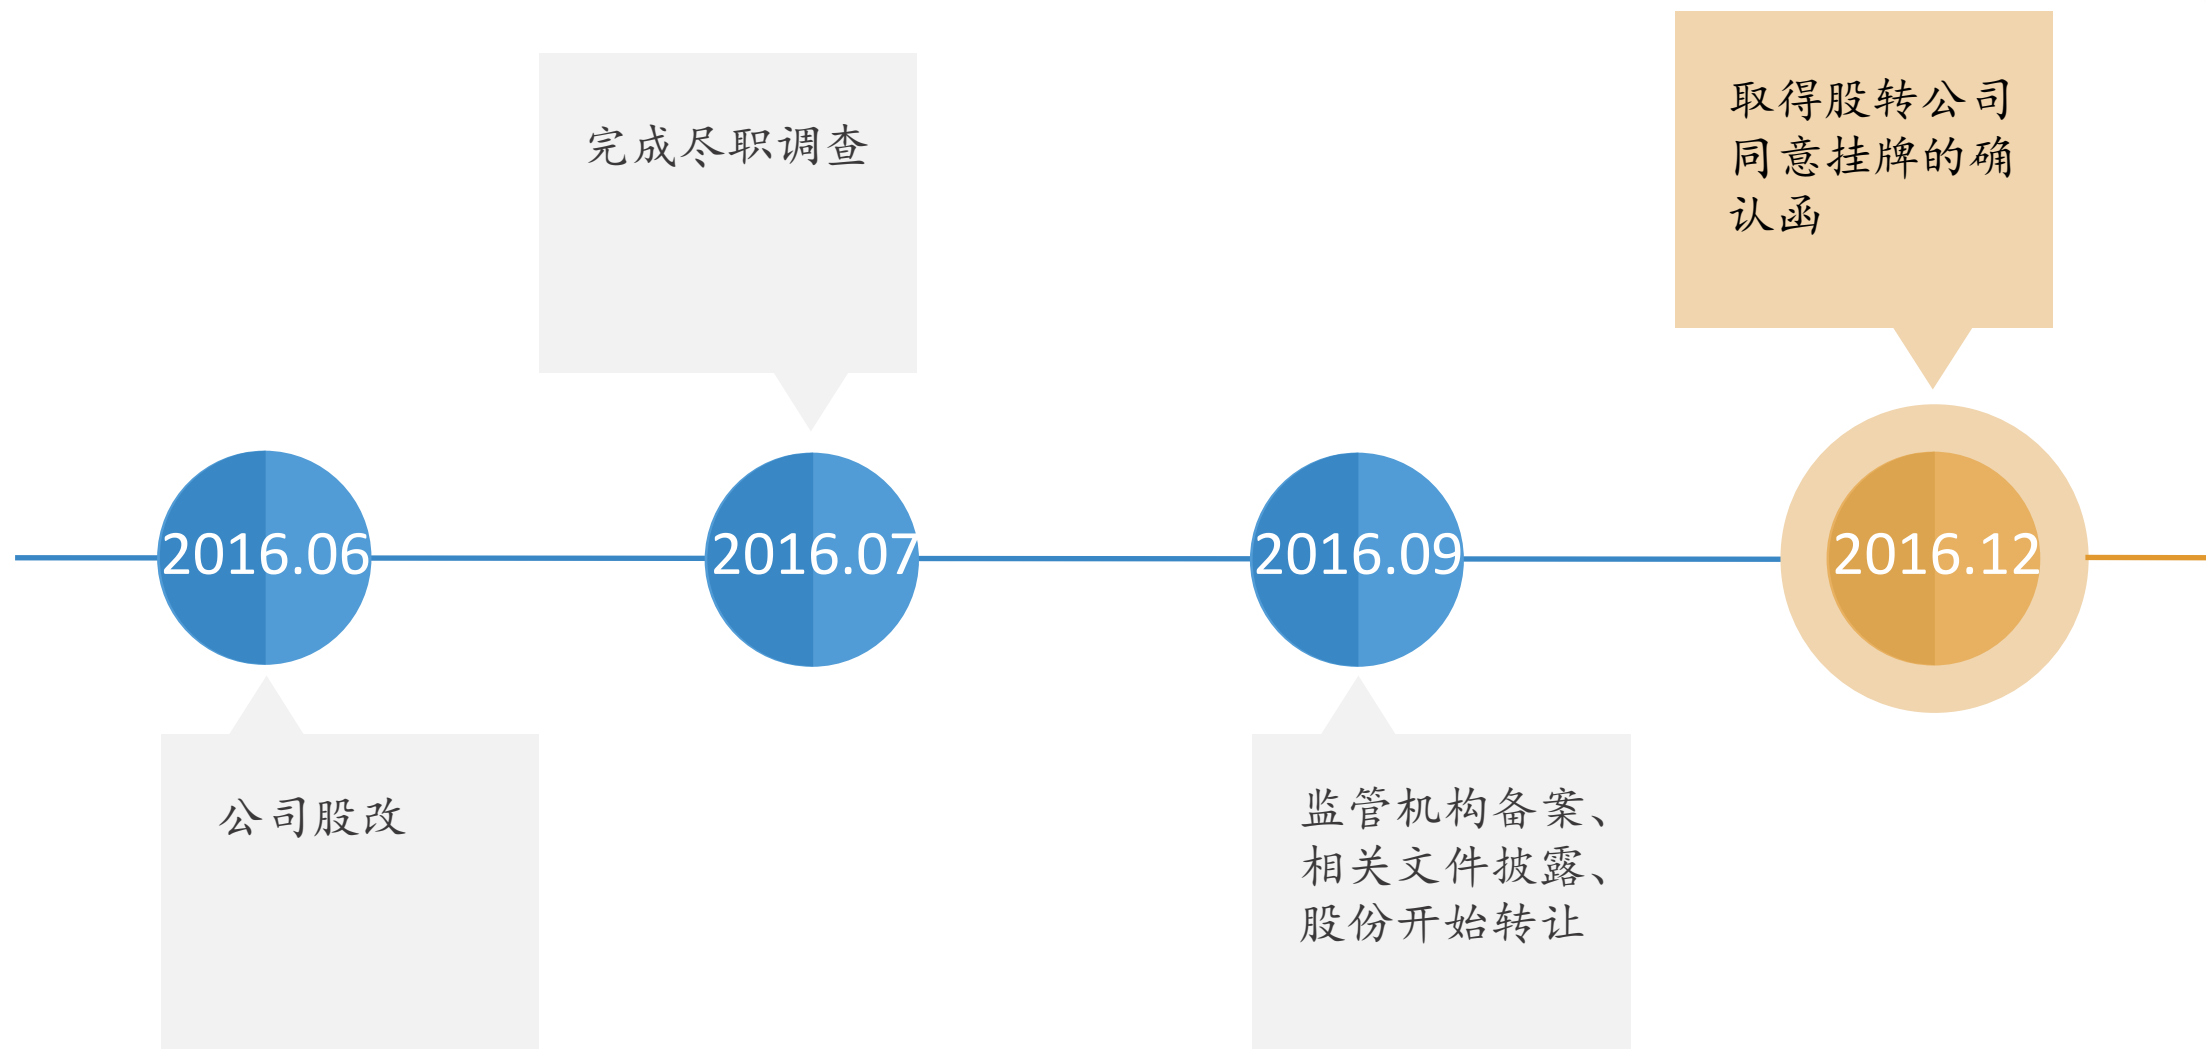 取得股转公司
同意挂牌的确
认函
完成尽职调查
2016.06
2016.07
2016.09
2016.12
公司股改
监管机构备案、
相关文件披露、
股份开始转让